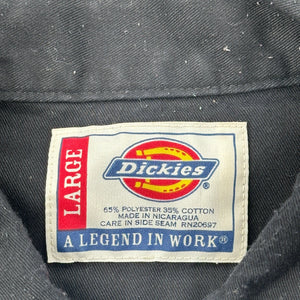 LARGE
Dickies®
65% POLYESTER 35% COTTON
MADE IN NICARAGUA
CARE IN SIDE SEAM RN20697
A LEGEND IN WORK®